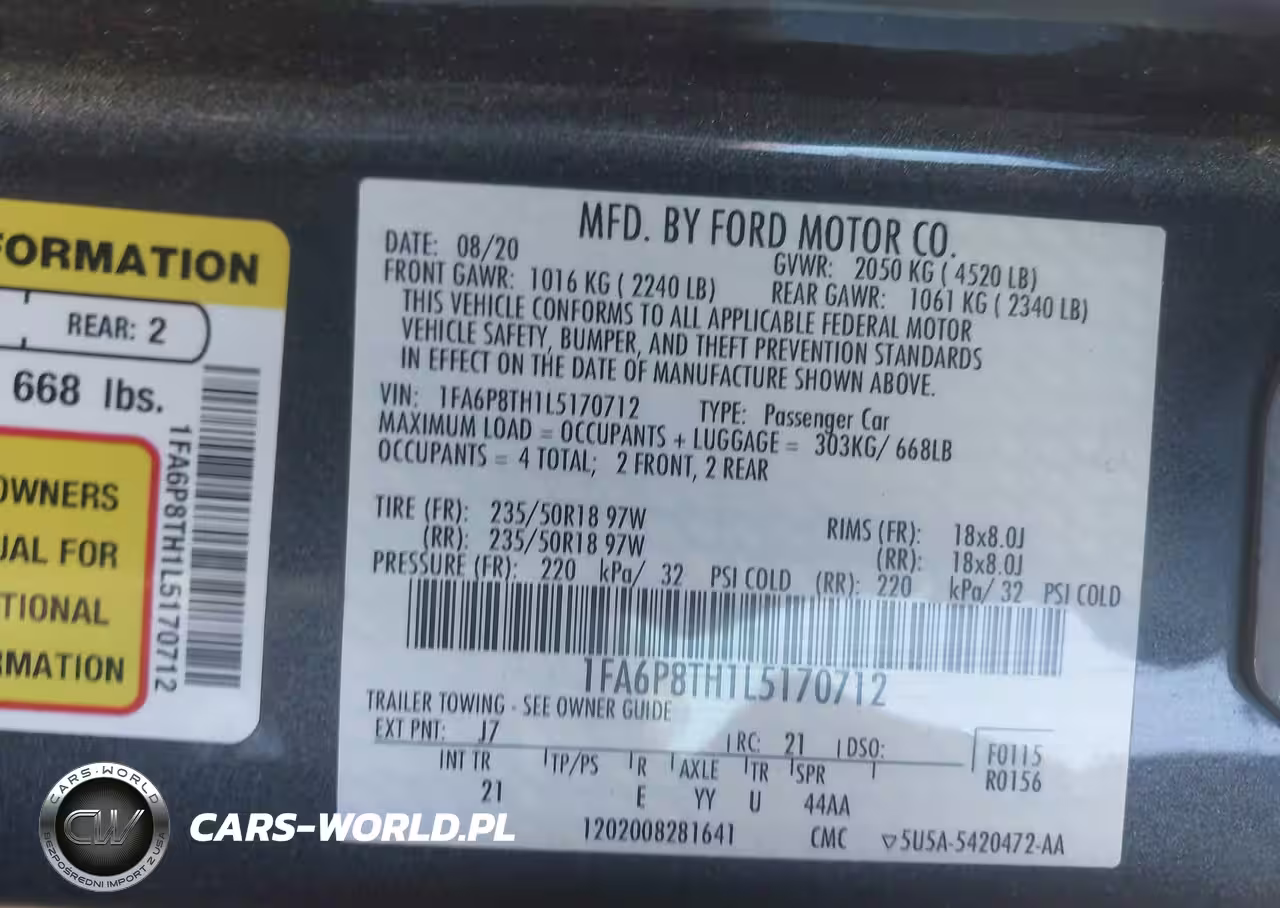 FORMATION
REAR: 2
668 lbs.
1FA6P8TH1L5170712
OWNERS
UAL FOR
TIONAL
RMATION
MFD. BY FORD MOTOR CO.
DATE: 08/20 GVWR: 2050 KG ( 4520 LB)
FRONT GAWR: 1016 KG ( 2240 LB) REAR GAWR: 1061 KG ( 2340 LB)
THIS VEHICLE CONFORMS TO ALL APPLICABLE FEDERAL MOTOR
VEHICLE SAFETY, BUMPER, AND THEFT PREVENTION STANDARDS
IN EFFECT ON THE DATE OF MANUFACTURE SHOWN ABOVE.
VIN: 1FA6P8TH1L5170712 TYPE: Passenger Car
MAXIMUM LOAD = OCCUPANTS + LUGGAGE = 303KG/ 668LB
OCCUPANTS = 4 TOTAL; 2 FRONT, 2 REAR
TIRE (FR): 235/50R18 97W RIMS (FR): 18x8.0J
(RR): 235/50R18 97W (RR): 18x8.0J
PRESSURE (FR): 220 kPa/ 32 PSI COLD (RR): 220 kPa/ 32 PSI COLD
1FA6P8TH1L5170712
TRAILER TOWING - SEE OWNER GUIDE
EXT PNT: J7 RC: 21 DSO: F0115
INT TR TP/PS R AXLE TR SPR R0156
21 E YY U 44AA
1202008281641 CMC ▽5U5A-5420472-AA
CARS-WORLD
CW
BEZPOŚREDNI IMPORT Z USA
CARS-WORLD.PL